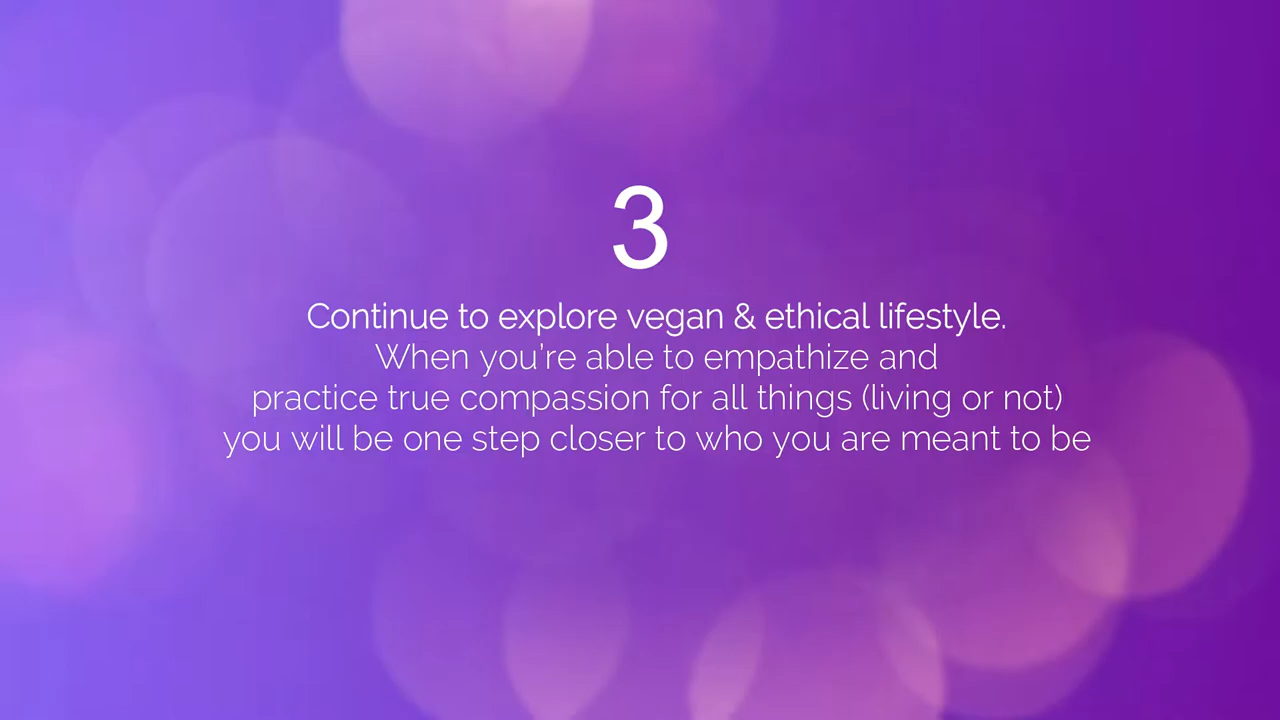 3
Continue to explore vegan & ethical lifestyle.
When you're able to empathize and
practice true compassion for all things (living or not)
you will be one step closer to who you are meant to be